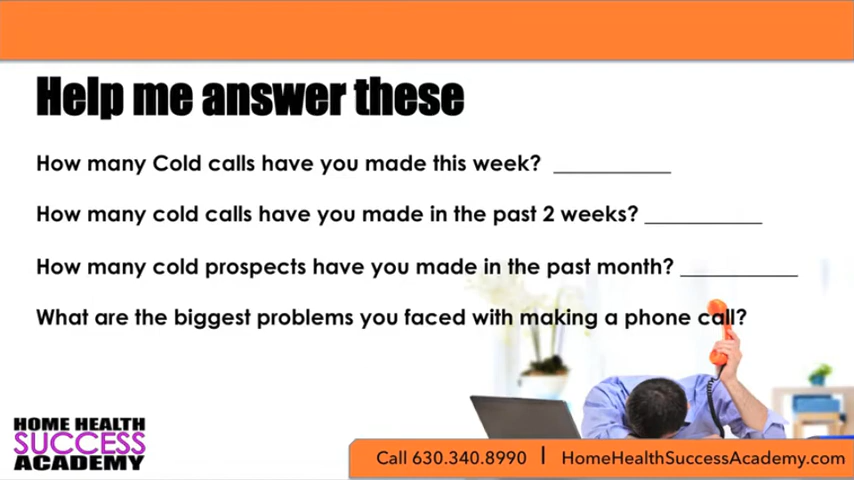 Help me answer these
How many Cold calls have you made this week? ___________
How many cold calls have you made in the past 2 weeks? ___________
How many cold prospects have you made in the past month? ___________
What are the biggest problems you faced with making a phone call?
HOME HEALTH
SUCCESS
ACADEMY
Call 630.340.8990 | HomeHealthSuccessAcademy.com